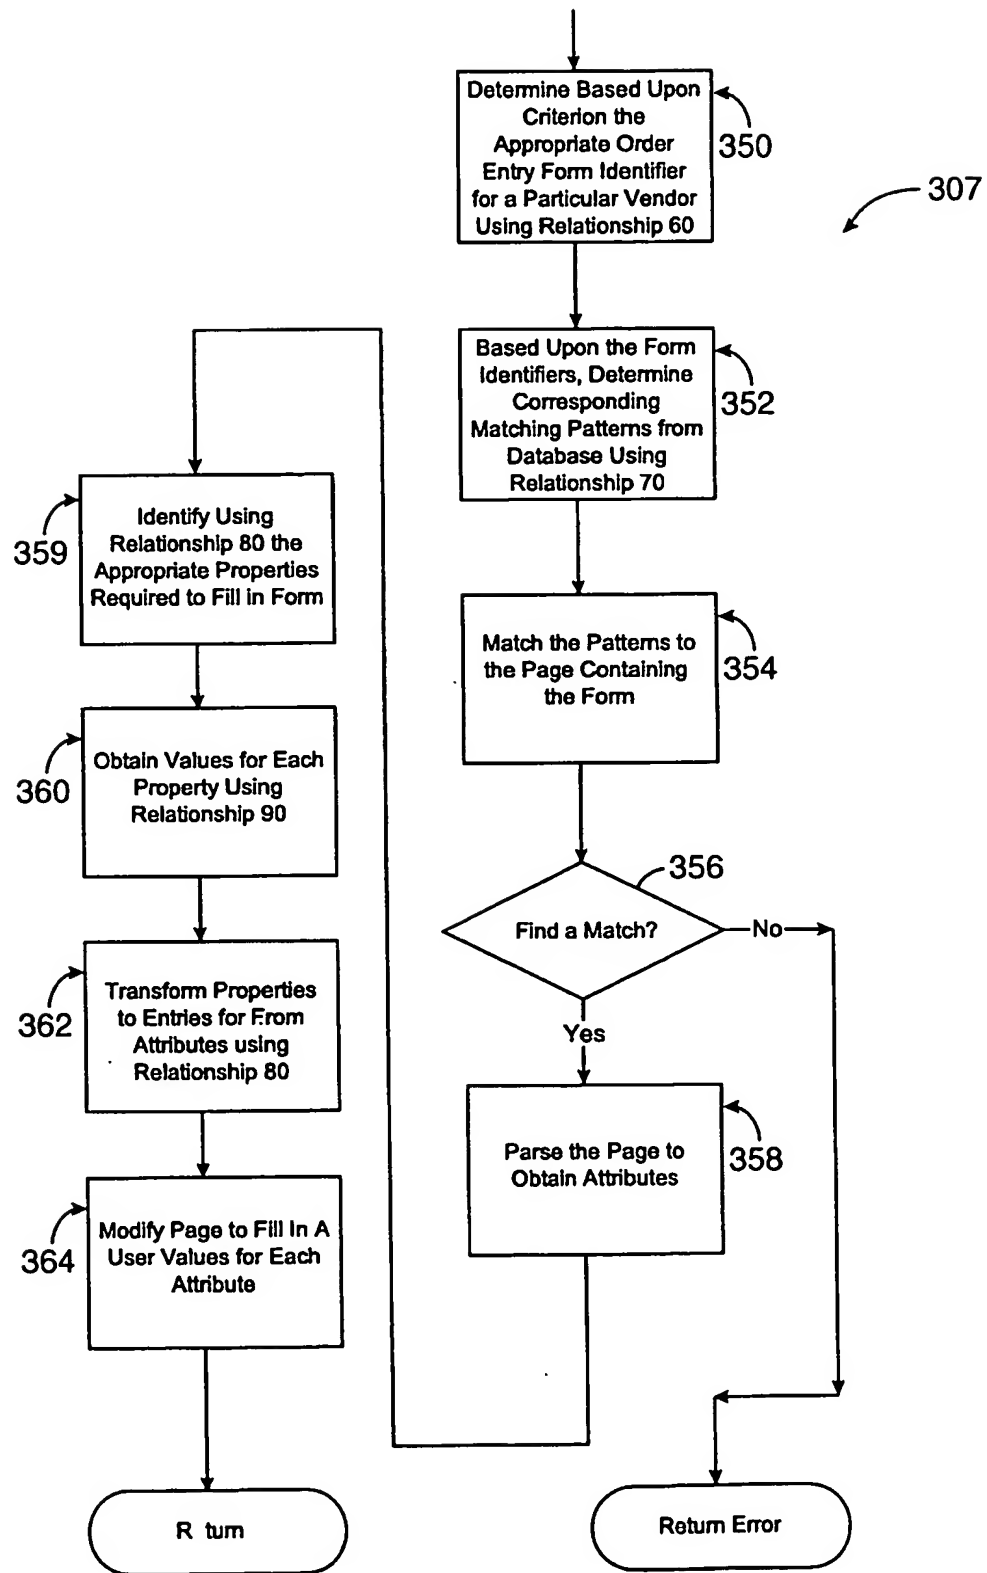 Determine Based Upon
Criterion the
Appropriate Order
Entry Form Identifier
for a Particular Vendor
Using Relationship 60
350
307
Based Upon the Form
Identifiers, Determine
Corresponding
Matching Patterns from
Database Using
Relationship 70
352
Match the Patterns to
the Page Containing
the Form
354
Find a Match?
356
No
Yes
Parse the Page to
Obtain Attributes
358
Identify Using
Relationship 80 the
Appropriate Properties
Required to Fill in Form
359
Obtain Values for Each
Property Using
Relationship 90
360
Transform Properties
to Entries for From
Attributes using
Relationship 80
362
Modify Page to Fill In A
User Values for Each
Attribute
364
R turn
Return Error